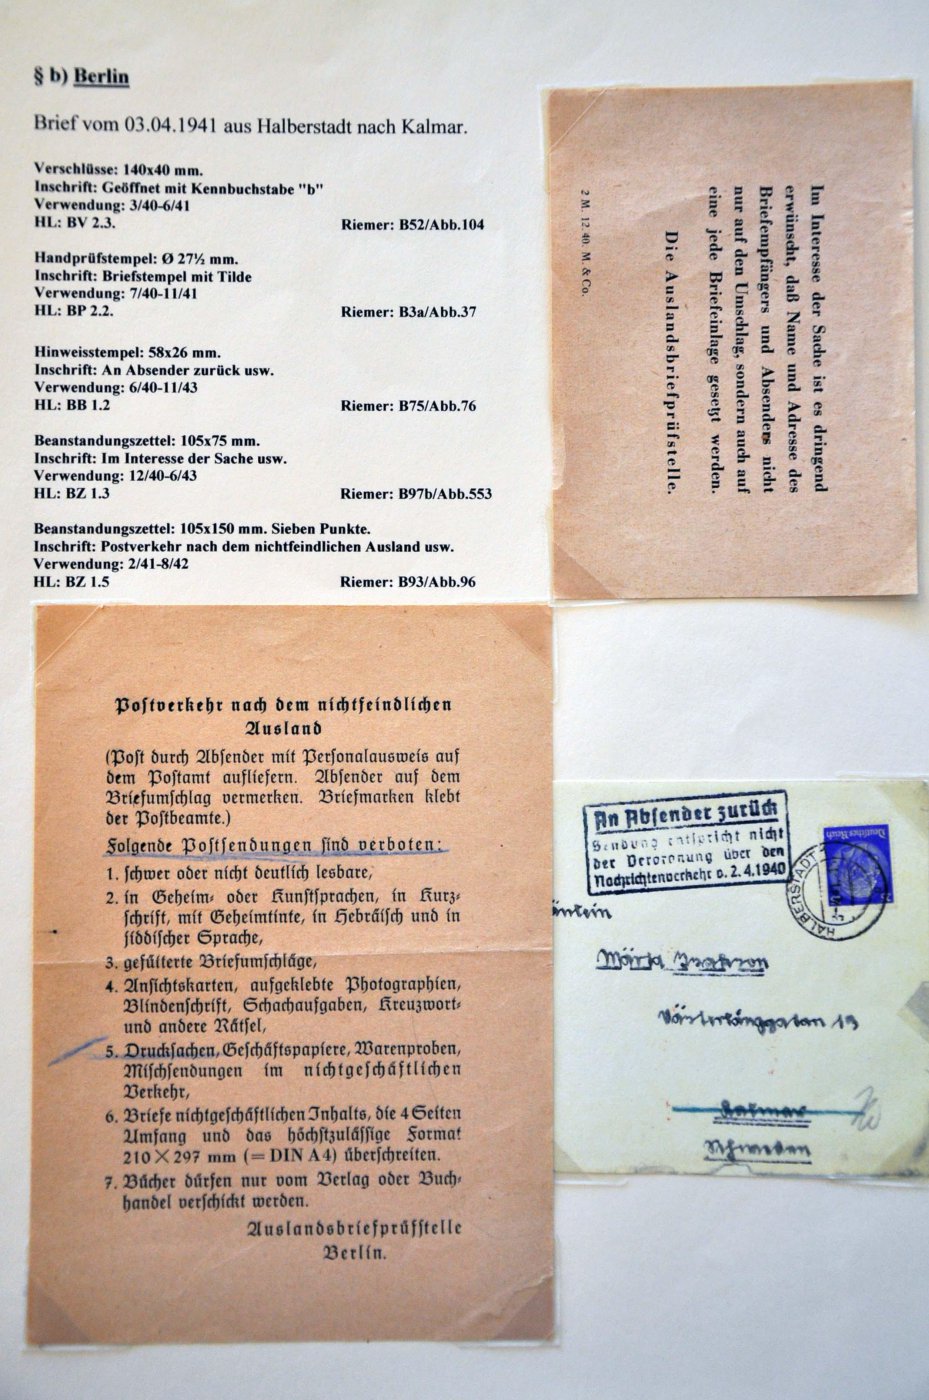 § b) Berlin
Brief vom 03.04.1941 aus Halberstadt nach Kalmar.
Verschlüsse: 140x40 mm.
Inschrift: Geöffnet mit Kennbuchstabe "b"
Verwendung: 3/40-6/41
HL: BV 2.3. Riemer: B52/Abb.104
Handprüfstempel: Ø 27½ mm.
Inschrift: Briefstempel mit Tilde
Verwendung: 7/40-11/41
HL: BP 2.2. Riemer: B3a/Abb.37
Hinweisstempel: 58x26 mm.
Inschrift: An Absender zurück usw.
Verwendung: 6/40-11/43
HL: BB 1.2 Riemer: B75/Abb.76
Beanstandungszettel: 105x75 mm.
Inschrift: Im Interesse der Sache usw.
Verwendung: 12/40-6/43
HL: BZ 1.3 Riemer: B97b/Abb.553
Beanstandungszettel: 105x150 mm. Sieben Punkte.
Inschrift: Postverkehr nach dem nichtfeindlichen Ausland usw.
Verwendung: 2/41-8/42
HL: BZ 1.5 Riemer: B93/Abb.96
Im Interesse der Sache ist es dringend
erwünscht, daß Name und Adresse des
Briefempfängers und Absenders nicht
nur auf den Umschlag, sondern auch auf
eine jede Briefeinlage gesetzt werden.
Die Auslandsbriefprüfstelle.
2 M. 12. 40. M. & Co.
Postverkehr nach dem nichtfeindlichen
Ausland
(Post durch Absender mit Personalausweis auf
dem Postamt aufliefern. Absender auf dem
Briefumschlag vermerken. Briefmarken klebt
der Postbeamte.)
Folgende Postsendungen sind verboten:
1. schwer oder nicht deutlich lesbare,
2. in Geheim- oder Kunstsprachen, in Kurz-
schrift, mit Geheimtinte, in Hebräisch und in
jiddischer Sprache,
3. gefütterte Briefumschläge,
4. Ansichtskarten, aufgeklebte Photographien,
Blindenschrift, Schachaufgaben, Kreuzwort-
und andere Rätsel,
5. Drucksachen, Geschäftspapiere, Warenproben,
Mischsendungen im nichtgeschäftlichen
Verkehr,
6. Briefe nichtgeschäftlichen Inhalts, die 4 Seiten
Umfang und das höchstzulässige Format
210×297 mm (= DIN A4) überschreiten.
7. Bücher dürfen nur vom Verlag oder Buch-
handel verschickt werden.
Auslandsbriefprüfstelle
Berlin.
An Absender zurück
Sendung entspricht nicht
der Verordnung über den
Nachrichtenverkehr v. 2. 4. 1940
Deutsches Reich
HALBERSTADT
Märta
Västerlånggatan 19
Kalmar
Schweden